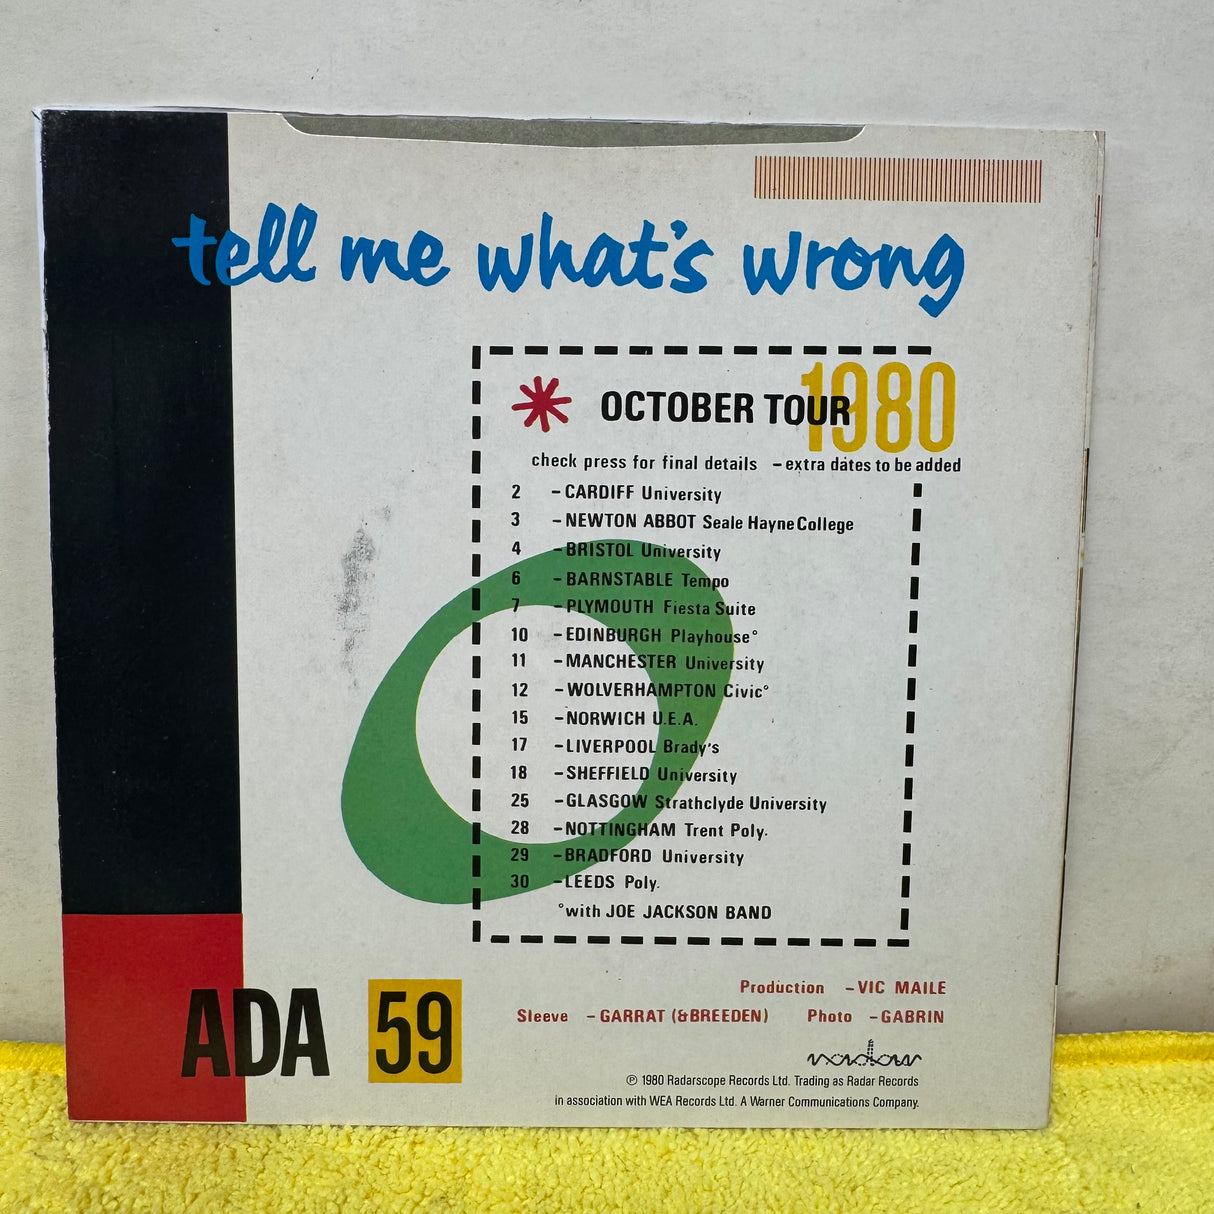 tell me what's wrong
OCTOBER TOUR 1980
check press for final details – extra dates to be added
2 – CARDIFF University
3 – NEWTON ABBOT Seale Hayne College
4 – BRISTOL University
6 – BARNSTABLE Tempo
7 – PLYMOUTH Fiesta Suite
10 – EDINBURGH Playhouse°
11 – MANCHESTER University
12 – WOLVERHAMPTON Civic°
15 – NORWICH U.E.A.
17 – LIVERPOOL Brady's
18 – SHEFFIELD University
25 – GLASGOW Strathclyde University
28 – NOTTINGHAM Trent Poly.
29 – BRADFORD University
30 – LEEDS Poly.
°with JOE JACKSON BAND
ADA 59
Production – VIC MAILE
Sleeve – GARRAT (& BREEDEN) Photo – GABRIN
radar
℗ 1980 Radarscope Records Ltd. Trading as Radar Records
in association with WEA Records Ltd. A Warner Communications Company.